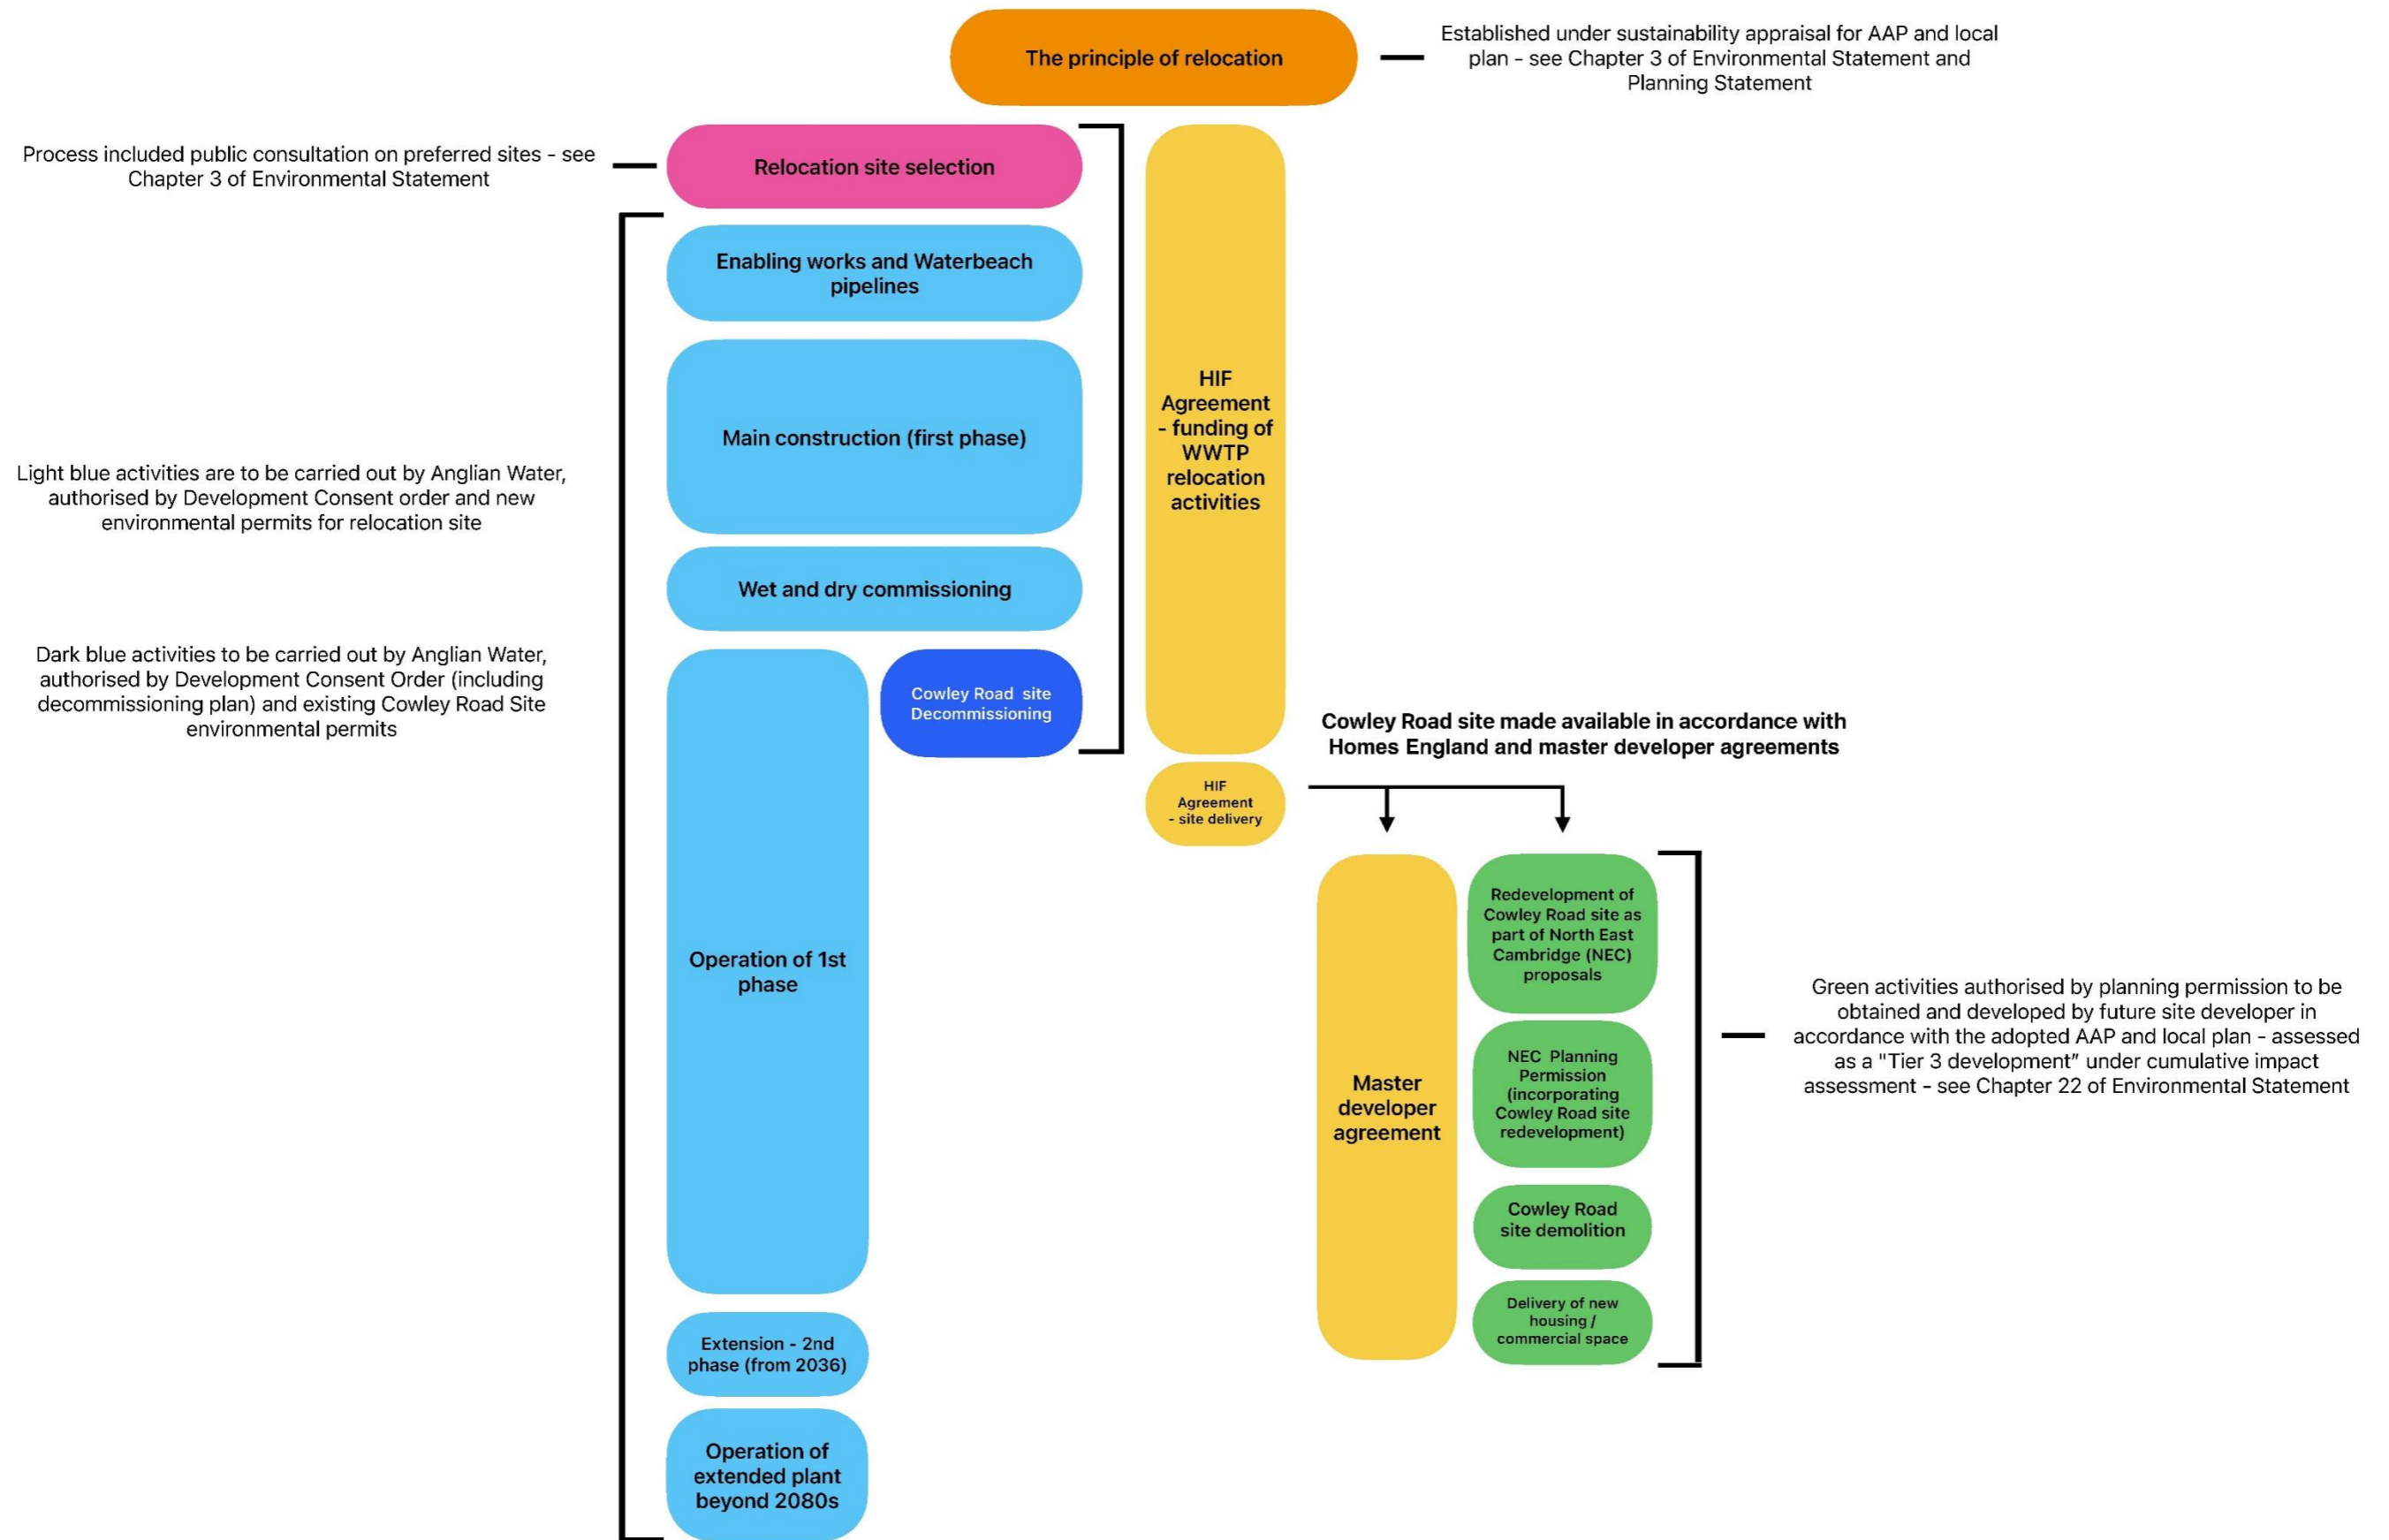 The principle of relocation
Established under sustainability appraisal for AAP and local
plan - see Chapter 3 of Environmental Statement and
Planning Statement
Process included public consultation on preferred sites - see
Chapter 3 of Environmental Statement
Relocation site selection
Enabling works and Waterbeach
pipelines
Main construction (first phase)
HIF
Agreement
- funding of
WWTP
relocation
activities
Light blue activities are to be carried out by Anglian Water,
authorised by Development Consent order and new
environmental permits for relocation site
Wet and dry commissioning
Dark blue activities to be carried out by Anglian Water,
authorised by Development Consent Order (including
decommissioning plan) and existing Cowley Road Site
environmental permits
Cowley Road  site
Decommissioning
Cowley Road site made available in accordance with
Homes England and master developer agreements
HIF
Agreement
- site delivery
Operation of 1st
phase
Master
developer
agreement
Redevelopment of
Cowley Road site as
part of North East
Cambridge (NEC)
proposals
NEC  Planning
Permission
(incorporating
Cowley Road site
redevelopment)
Cowley Road
site demolition
Delivery of new
housing /
commercial space
Green activities authorised by planning permission to be
obtained and developed by future site developer in
accordance with the adopted AAP and local plan - assessed
as a "Tier 3 development” under cumulative impact
assessment - see Chapter 22 of Environmental Statement
Extension - 2nd
phase (from 2036)
Operation of
extended plant
beyond 2080s